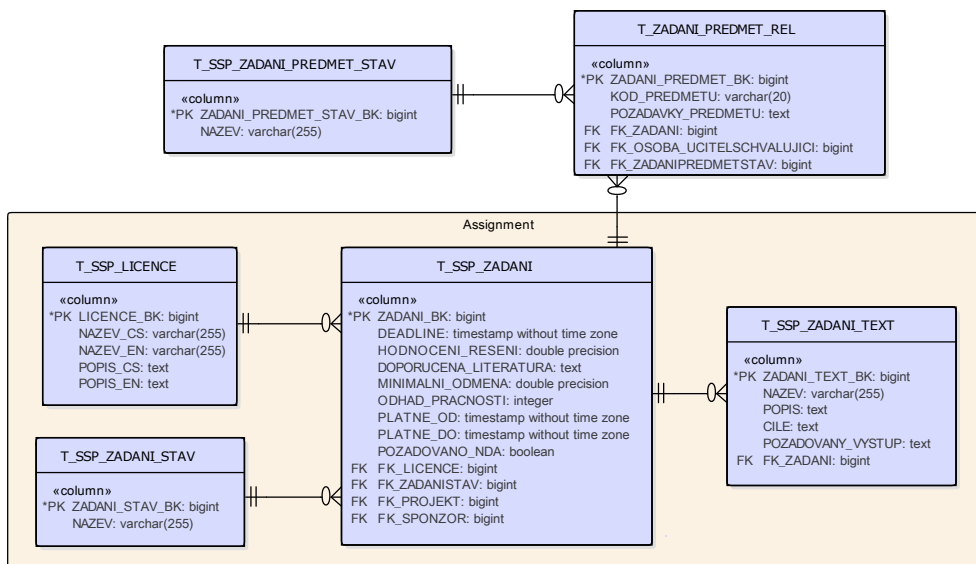 T_SSP_ZADANI_PREDMET_STAV
«column»
*PK ZADANI_PREDMET_STAV_BK: bigint
NAZEV: varchar(255)
T_ZADANI_PREDMET_REL
«column»
*PK ZADANI_PREDMET_BK: bigint
KOD_PREDMETU: varchar(20)
POZADAVKY_PREDMETU: text
FK FK_ZADANI: bigint
FK FK_OSOBA_UCITELSCHVALUJICI: bigint
FK FK_ZADANIPREDMETSTAV: bigint
Assignment
T_SSP_LICENCE
«column»
*PK LICENCE_BK: bigint
NAZEV_CS: varchar(255)
NAZEV_EN: varchar(255)
POPIS_CS: text
POPIS_EN: text
T_SSP_ZADANI
«column»
*PK ZADANI_BK: bigint
DEADLINE: timestamp without time zone
HODNOCENI_RESENI: double precision
DOPORUCENA_LITERATURA: text
MINIMALNI_ODMENA: double precision
ODHAD_PRACNOSTI: integer
PLATNE_OD: timestamp without time zone
PLATNE_DO: timestamp without time zone
POZADOVANO_NDA: boolean
FK FK_LICENCE: bigint
FK FK_ZADANISTAV: bigint
FK FK_PROJEKT: bigint
FK FK_SPONZOR: bigint
T_SSP_ZADANI_TEXT
«column»
*PK ZADANI_TEXT_BK: bigint
NAZEV: varchar(255)
POPIS: text
CILE: text
POZADOVANY_VYSTUP: text
FK FK_ZADANI: bigint
T_SSP_ZADANI_STAV
«column»
*PK ZADANI_STAV_BK: bigint
NAZEV: varchar(255)